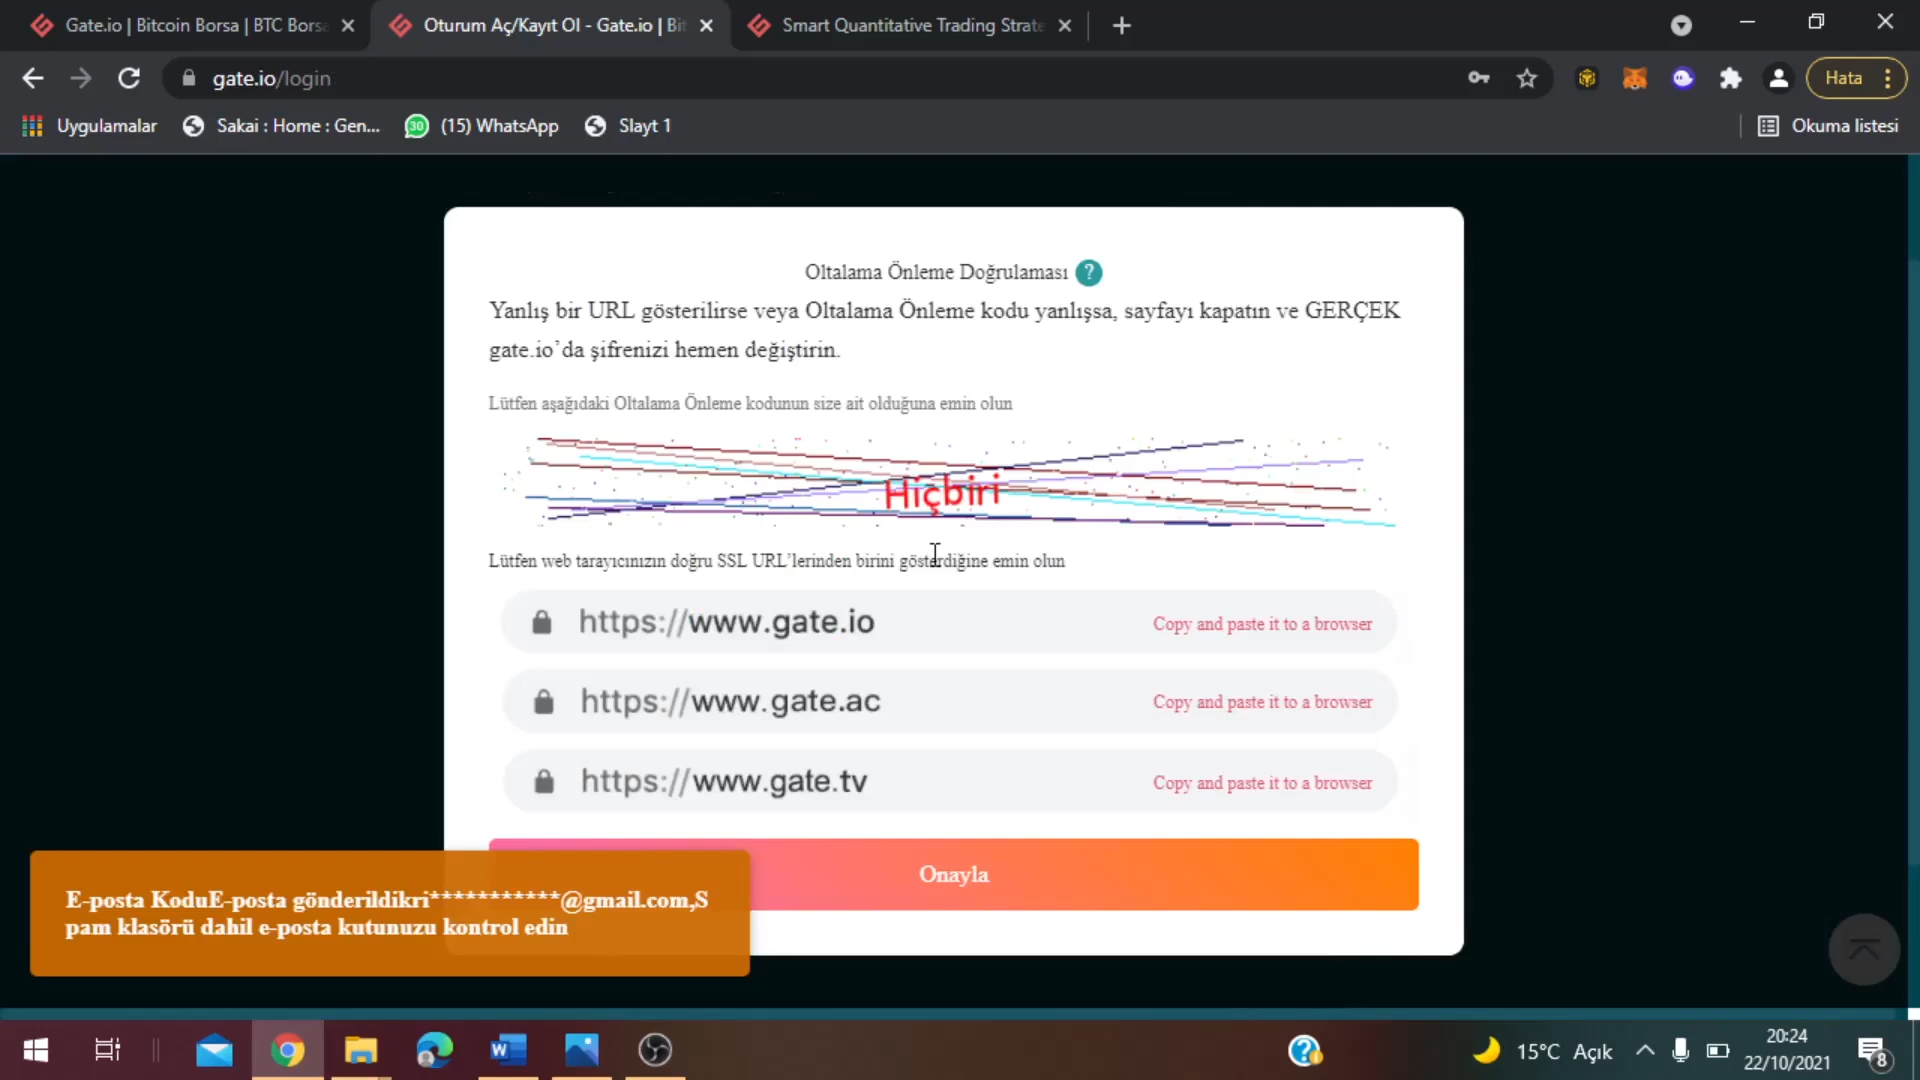 Gate.io | Bitcoin Borsa | BTC Borsa
Oturum Aç/Kayıt Ol - Gate.io | Bit
Smart Quantitative Trading Strate
gate.io/login
Hata
Uygulamalar
Sakai : Home : Gen...
30
(15) WhatsApp
Slayt 1
Okuma listesi
Oltalama Önleme Doğrulaması ?
Yanlış bir URL gösterilirse veya Oltalama Önleme kodu yanlışsa, sayfayı kapatın ve GERÇEK
gate.io’da şifrenizi hemen değiştirin.
Lütfen aşağıdaki Oltalama Önleme kodunun size ait olduğuna emin olun
Hiçbiri
Lütfen web tarayıcınızın doğru SSL URL’lerinden birini gösterdiğine emin olun
https://www.gate.io
Copy and paste it to a browser
https://www.gate.ac
Copy and paste it to a browser
https://www.gate.tv
Copy and paste it to a browser
Onayla
E-posta KoduE-posta gönderildikri***********@gmail.com,S
pam klasörü dahil e-posta kutunuzu kontrol edin
15°C Açık
20:24
22/10/2021
8